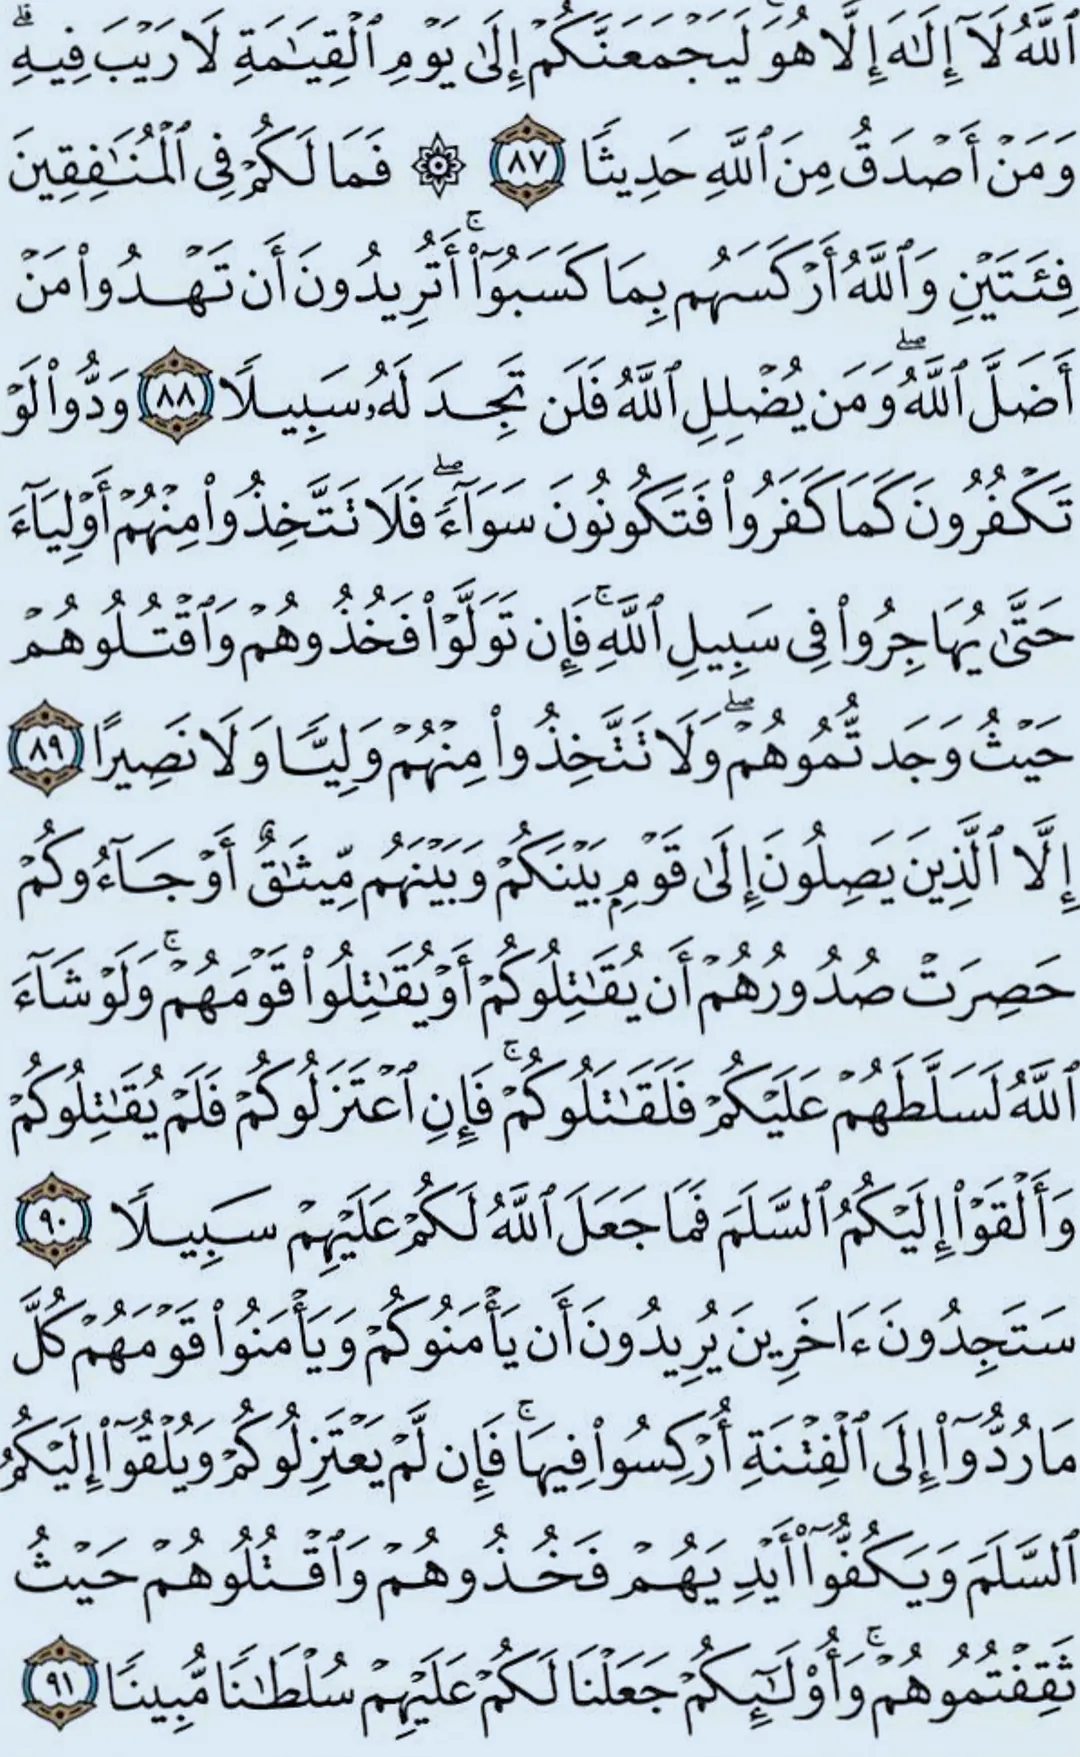 ٱللَّهُ لَآ إِلَٰهَ إِلَّا هُوَ لَيَجْمَعَنَّكُمْ إِلَىٰ يَوْمِ ٱلْقِيَٰمَةِ لَا رَيْبَ فِيهِۗ
وَمَنْ أَصْدَقُ مِنَ ٱللَّهِ حَدِيثًا ٨٧ ۞ فَمَا لَكُمْ فِى ٱلْمُنَٰفِقِينَ
فِئَتَيْنِ وَٱللَّهُ أَرْكَسَهُم بِمَا كَسَبُوٓا۟ۚ أَتُرِيدُونَ أَن تَهْدُوا۟ مَنْ
أَضَلَّ ٱللَّهُۖ وَمَن يُضْلِلِ ٱللَّهُ فَلَن تَجِدَ لَهُۥ سَبِيلًا ٨٨ وَدُّوا۟ لَوْ
تَكْفُرُونَ كَمَا كَفَرُوا۟ فَتَكُونُونَ سَوَآءًۖ فَلَا تَتَّخِذُوا۟ مِنْهُمْ أَوْلِيَآءَ
حَتَّىٰ يُهَاجِرُوا۟ فِى سَبِيلِ ٱللَّهِۚ فَإِن تَوَلَّوْا۟ فَخُذُوهُمْ وَٱقْتُلُوهُمْ
حَيْثُ وَجَدتُّمُوهُمْۖ وَلَا تَتَّخِذُوا۟ مِنْهُمْ وَلِيًّا وَلَا نَصِيرًا ٨٩
إِلَّا ٱلَّذِينَ يَصِلُونَ إِلَىٰ قَوْمٍۭ بَيْنَكُمْ وَبَيْنَهُم مِّيثَٰقٌ أَوْ جَآءُوكُمْ
حَصِرَتْ صُدُورُهُمْ أَن يُقَٰتِلُوكُمْ أَوْ يُقَٰتِلُوا۟ قَوْمَهُمْۚ وَلَوْ شَآءَ
ٱللَّهُ لَسَلَّطَهُمْ عَلَيْكُمْ فَلَقَٰتَلُوكُمْۚ فَإِنِ ٱعْتَزَلُوكُمْ فَلَمْ يُقَٰتِلُوكُمْ
وَأَلْقَوْا۟ إِلَيْكُمُ ٱلسَّلَمَ فَمَا جَعَلَ ٱللَّهُ لَكُمْ عَلَيْهِمْ سَبِيلًا ٩٠
سَتَجِدُونَ ءَاخَرِينَ يُرِيدُونَ أَن يَأْمَنُوكُمْ وَيَأْمَنُوا۟ قَوْمَهُمْ كُلَّ
مَا رُدُّوٓا۟ إِلَى ٱلْفِتْنَةِ أُرْكِسُوا۟ فِيهَاۚ فَإِن لَّمْ يَعْتَزِلُوكُمْ وَيُلْقُوٓا۟ إِلَيْكُمُ
ٱلسَّلَمَ وَيَكُفُّوٓا۟ أَيْدِيَهُمْ فَخُذُوهُمْ وَٱقْتُلُوهُمْ حَيْثُ
ثَقِفْتُمُوهُمْۚ وَأُو۟لَٰٓئِكُمْ جَعَلْنَا لَكُمْ عَلَيْهِمْ سُلْطَٰنًا مُّبِينًا ٩١